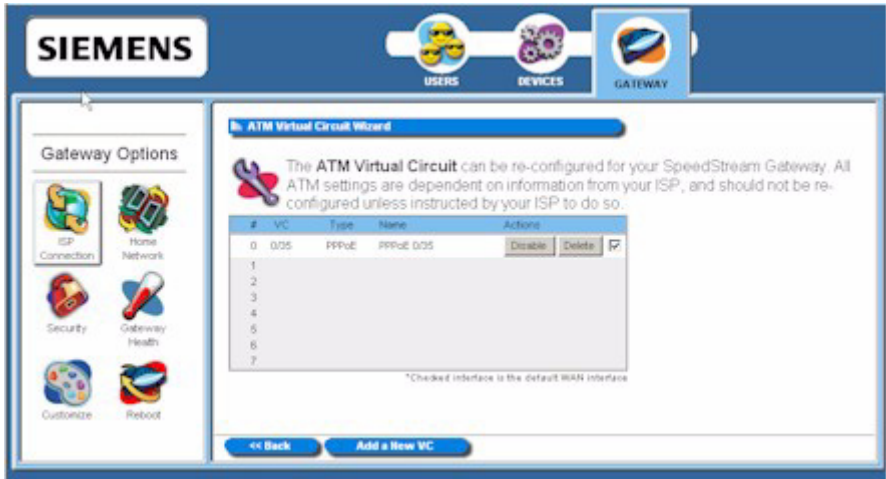 SIEMENS
USERS
DEVICES
GATEWAY
Gateway Options
ISP Connection
Home Network
Security
Gateway Health
Customize
Reboot
ATM Virtual Circuit Wizard
The ATM Virtual Circuit can be re-configured for your SpeedStream Gateway. All
ATM settings are dependent on information from your ISP, and should not be re-
configured unless instructed by your ISP to do so.
# VC Type Name Actions
0 0/35 PPPoE PPPoE 0/35 Disable Delete
1
2
3
4
5
6
7
*Checked interface is the default WAN interface
<< Back
Add a New VC